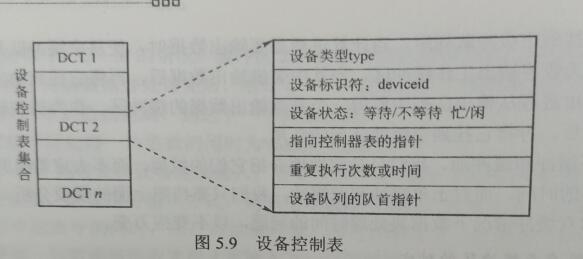 设备控制表集合
DCT 1
DCT 2
DCT n
设备类型type
设备标识符：deviceid
设备状态：等待/不等待 忙/闲
指向控制器表的指针
重复执行次数或时间
设备队列的队首指针
图 5.9 设备控制表